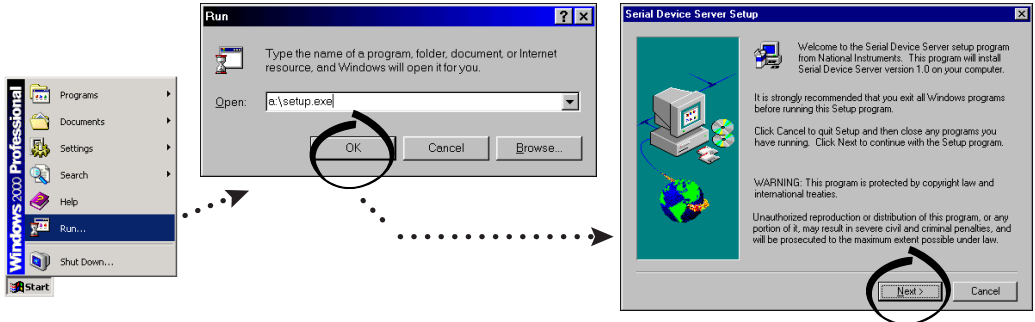 Windows 2000 Professional
Programs
Documents
Settings
Search
Help
Run...
Shut Down...
Start
Run
Type the name of a program, folder, document, or Internet
resource, and Windows will open it for you.
Open:
a:\setup.exe
OK
Cancel
Browse...
Serial Device Server Setup
Welcome to the Serial Device Server setup program
from National Instruments. This program will install
Serial Device Server version 1.0 on your computer.
It is strongly recommended that you exit all Windows programs
before running this Setup program.
Click Cancel to quit Setup and then close any programs you
have running. Click Next to continue with the Setup program.
WARNING: This program is protected by copyright law and
international treaties.
Unauthorized reproduction or distribution of this program, or any
portion of it, may result in severe civil and criminal penalties, and
will be prosecuted to the maximum extent possible under law.
Next >
Cancel